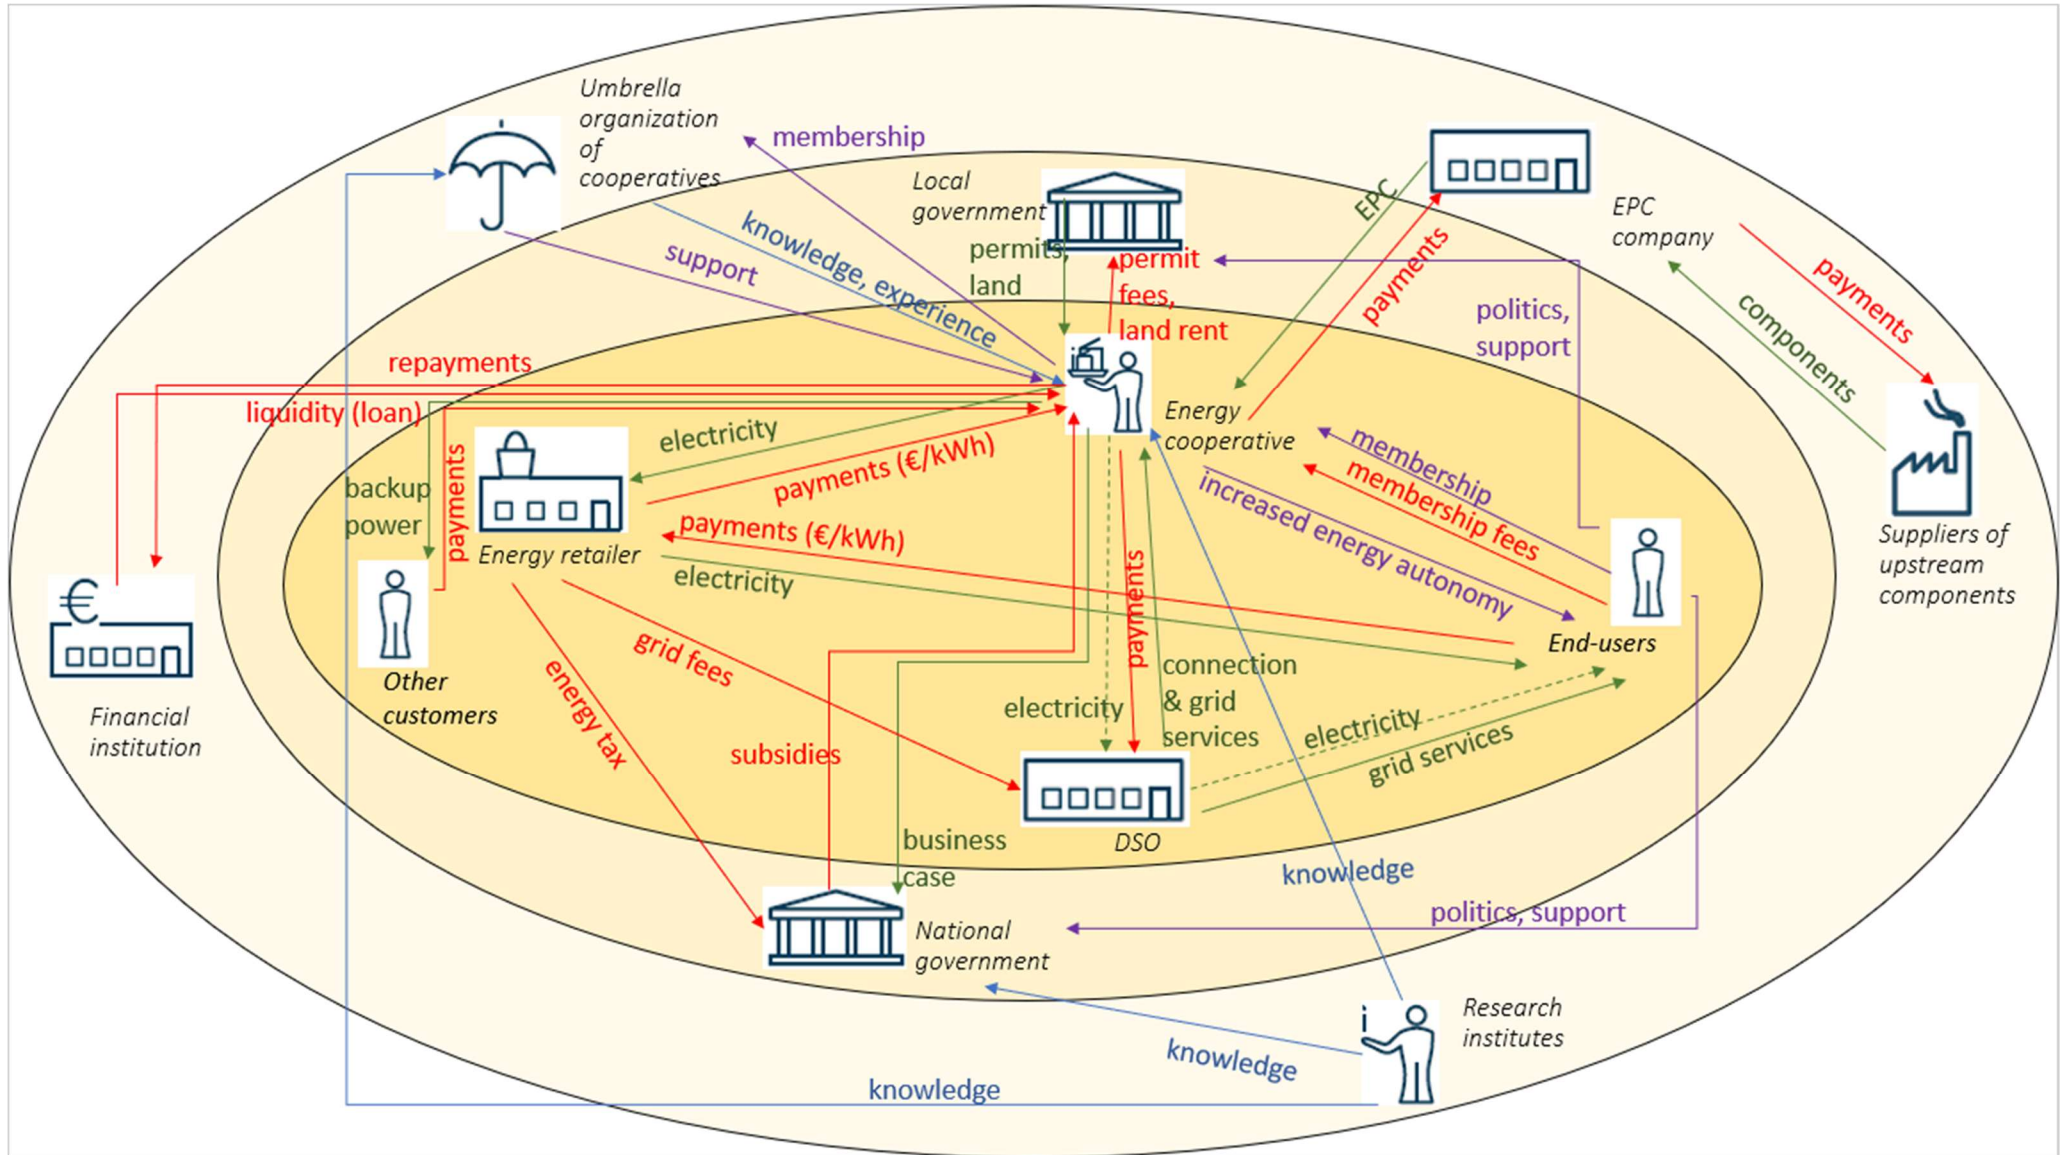 Umbrella
organization
of
cooperatives
membership
Local
government
EPC
EPC
company
permits,
land
permit
fees,
land rent
knowledge, experience
support
payments
payments
components
politics,
support
repayments
liquidity (loan)
Energy
cooperative
electricity
payments (€/kWh)
membership
membership fees
increased energy autonomy
backup
power
payments
Energy retailer
payments (€/kWh)
electricity
Suppliers of
upstream
components
€
End-users
Other
customers
Financial
institution
grid fees
energy tax
payments
connection
& grid
services
electricity
electricity
grid services
subsidies
business
case
DSO
knowledge
politics, support
National
government
i
Research
institutes
knowledge
knowledge